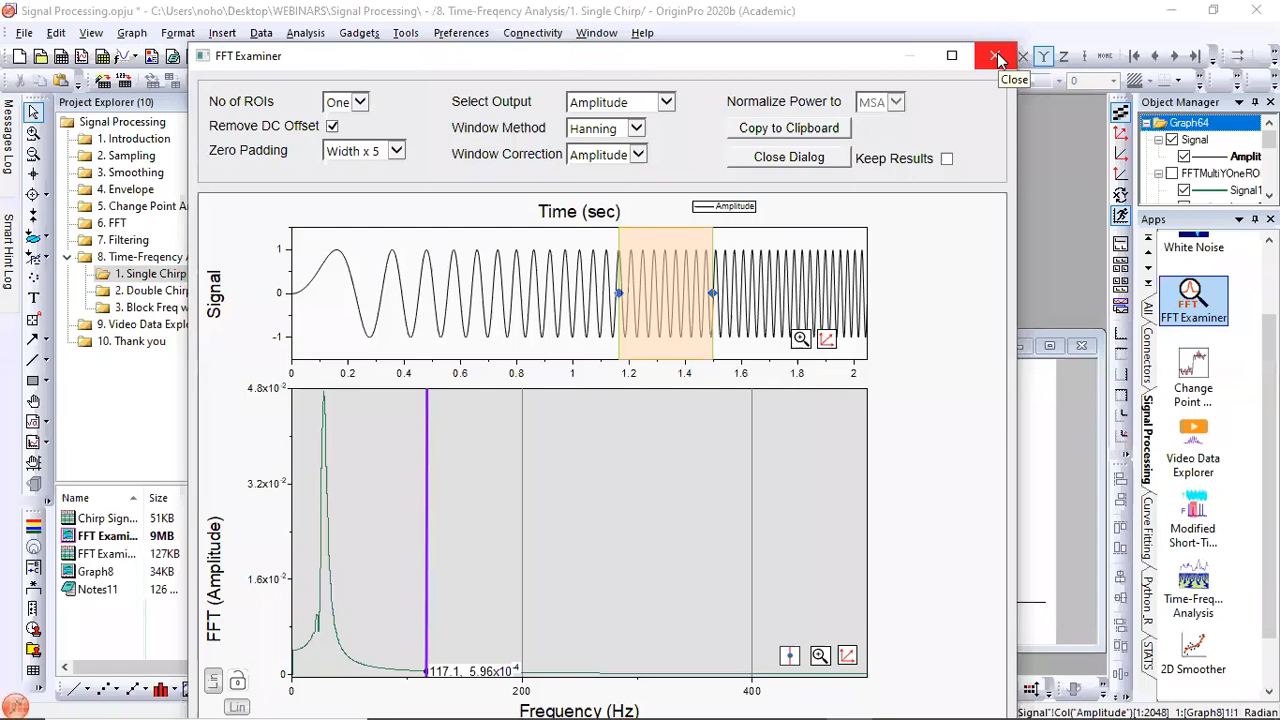 Signal Processing.opju * - C:\Users\noho\Desktop\WEBINARS\Signal Processing\ - /8. Time-Freqency Analysis/1. Single Chirp/ - OriginPro 2020b (Academic)
File Edit View Graph Format Insert Data Analysis Gadgets Tools Preferences Connectivity Window Help
FFT Examiner
Close
Messages Log
Smart Hint Log
Project Explorer (10)
Signal Processing
1. Introduction
2. Sampling
3. Smoothing
4. Envelope
5. Change Point A
6. FFT
7. Filtering
8. Time-Freqency A
1. Single Chirp
2. Double Chirp
3. Block Freq w
9. Video Data Explo
10. Thank you
Name Size
Chirp Sign... 51KB
FFT Exami... 9MB
FFT Exami... 127KB
Graph8 34KB
Notes11 126 ...
No of ROIs One
Remove DC Offset
Zero Padding Width x 5
Select Output Amplitude
Window Method Hanning
Window Correction Amplitude
Normalize Power to MSA
Copy to Clipboard
Close Dialog Keep Results
Time (sec)
Amplitude
Signal
1
0
-1
0 0.2 0.4 0.6 0.8 1 1.2 1.4 1.6 1.8 2
FFT (Amplitude)
4.8x10-2
3.2x10-2
1.6x10-2
0
117.1, 5.96x10-4
0 200 400
Lin
Lin
Frequency (Hz)
X Y Z
HOME
0
Object Manager
Graph64
Signal
Amplit
FFTMultiYOneRO
Signal1
Apps
All
Connectors
Signal Processing
Curve Fitting
Python_R
STATS
White Noise
FFT Examiner
Change Point ...
Video Data Explorer
Modified Short-Ti...
Time-Freq... Analysis
2D Smoother
Signal"!Col("Amplitude")[1:2048] 1:[Graph8]1!1 Radian